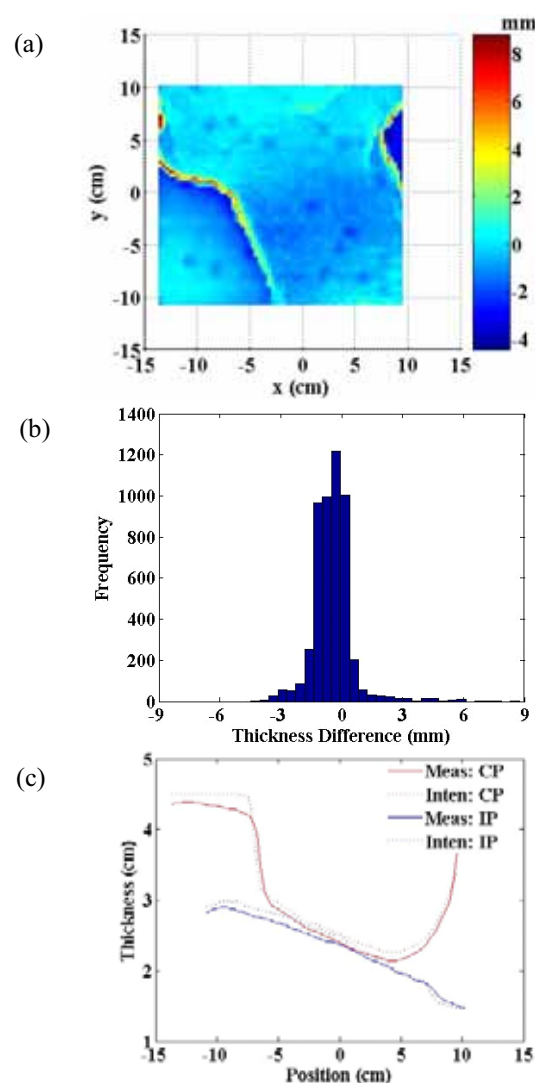 (a)
mm
15
10
5
0
-5
-10
-15
y (cm)
8
6
4
2
0
-2
-4
-15 -10 -5 0 5 10 15
x (cm)
(b)
1400
1200
1000
800
600
400
200
0
Frequency
-9 -6 -3 0 3 6 9
Thickness Difference (mm)
(c)
5
4
3
2
1
Thickness (cm)
Meas: CP
Inten: CP
Meas: IP
Inten: IP
-15 -10 -5 0 5 10 15
Position (cm)